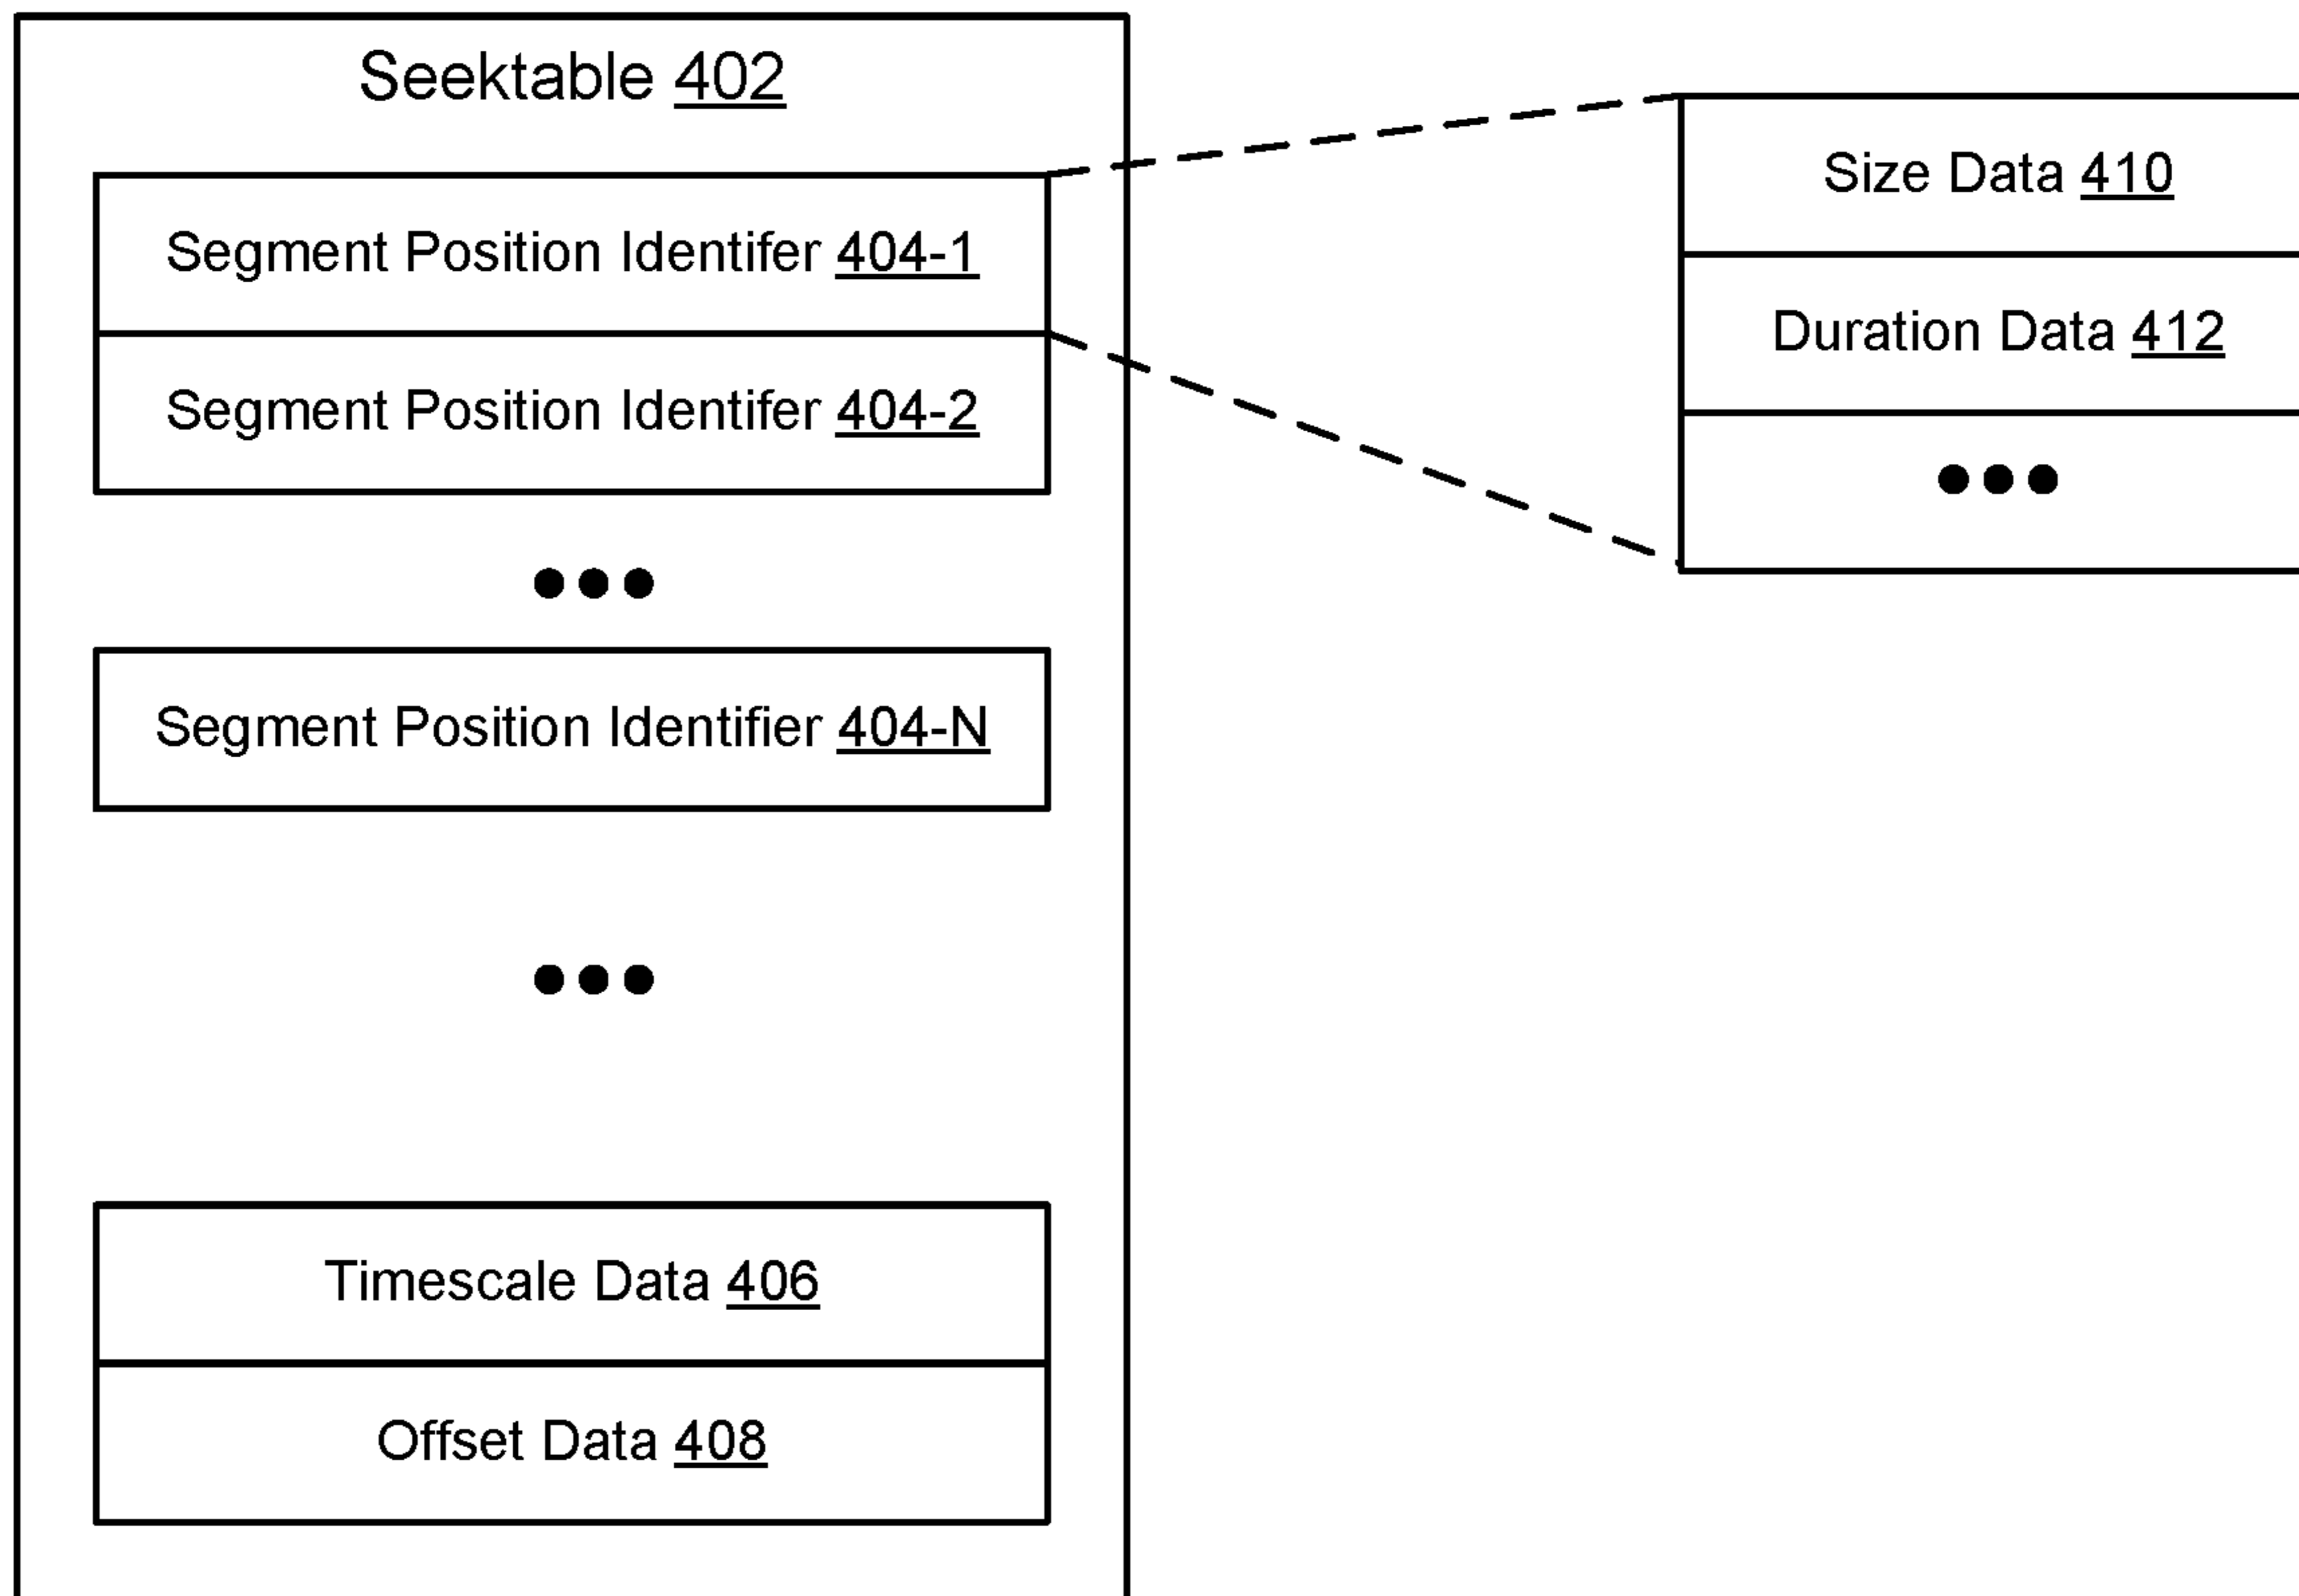 Seektable 402
Segment Position Identifer 404-1
Segment Position Identifer 404-2
Segment Position Identifier 404-N
Timescale Data 406
Offset Data 408
Size Data 410
Duration Data 412